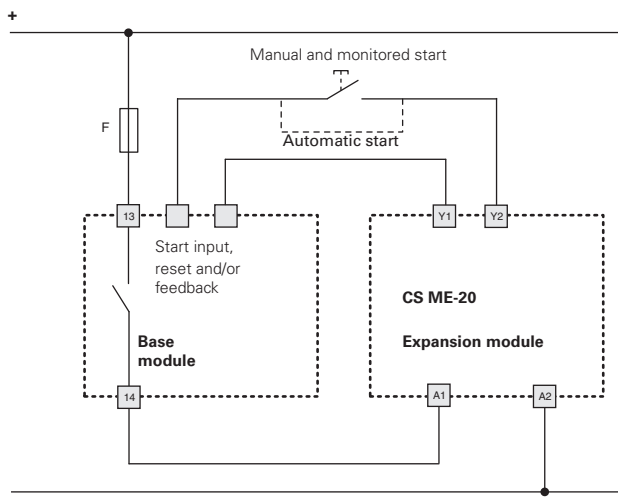 +
Manual and monitored start
F
Automatic start
13
Y1
Y2
Start input,
reset and/or
feedback
CS ME-20
Base
module
Expansion module
14
A1
A2